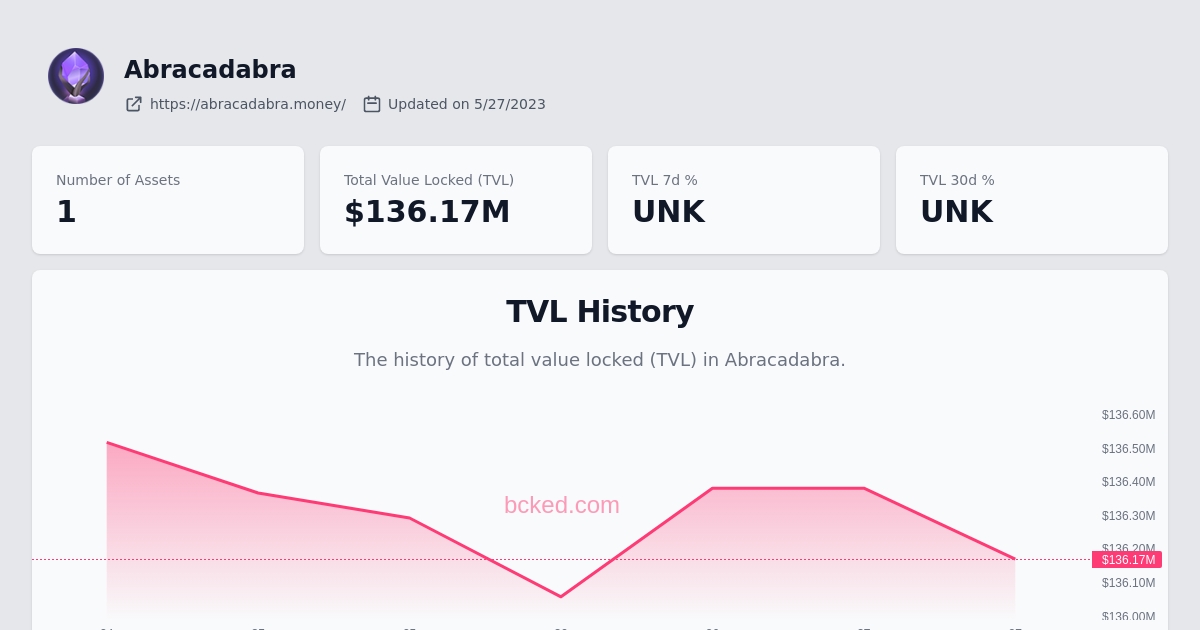 Abracadabra
https://abracadabra.money/ Updated on 5/27/2023
Number of Assets
1
Total Value Locked (TVL)
$136.17M
TVL 7d %
UNK
TVL 30d %
UNK
TVL History
The history of total value locked (TVL) in Abracadabra.
$136.60M
$136.50M
$136.40M
bcked.com
$136.30M
$136.20M
$136.17M
$136.10M
$136.00M